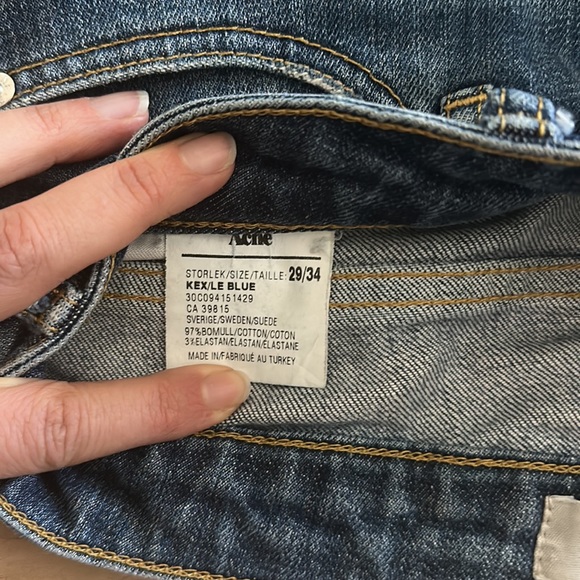 Acne
STORLEK/SIZE/TAILLE: 29/34
KEX/LE BLUE
30C094151429
CA 39815
SVERIGE/SWEDEN/SUEDE
97%BOMULL/COTTON/COTON
3%ELASTAN/ELASTAN/ELASTANE
MADE IN/FABRIQUÉ AU TURKEY